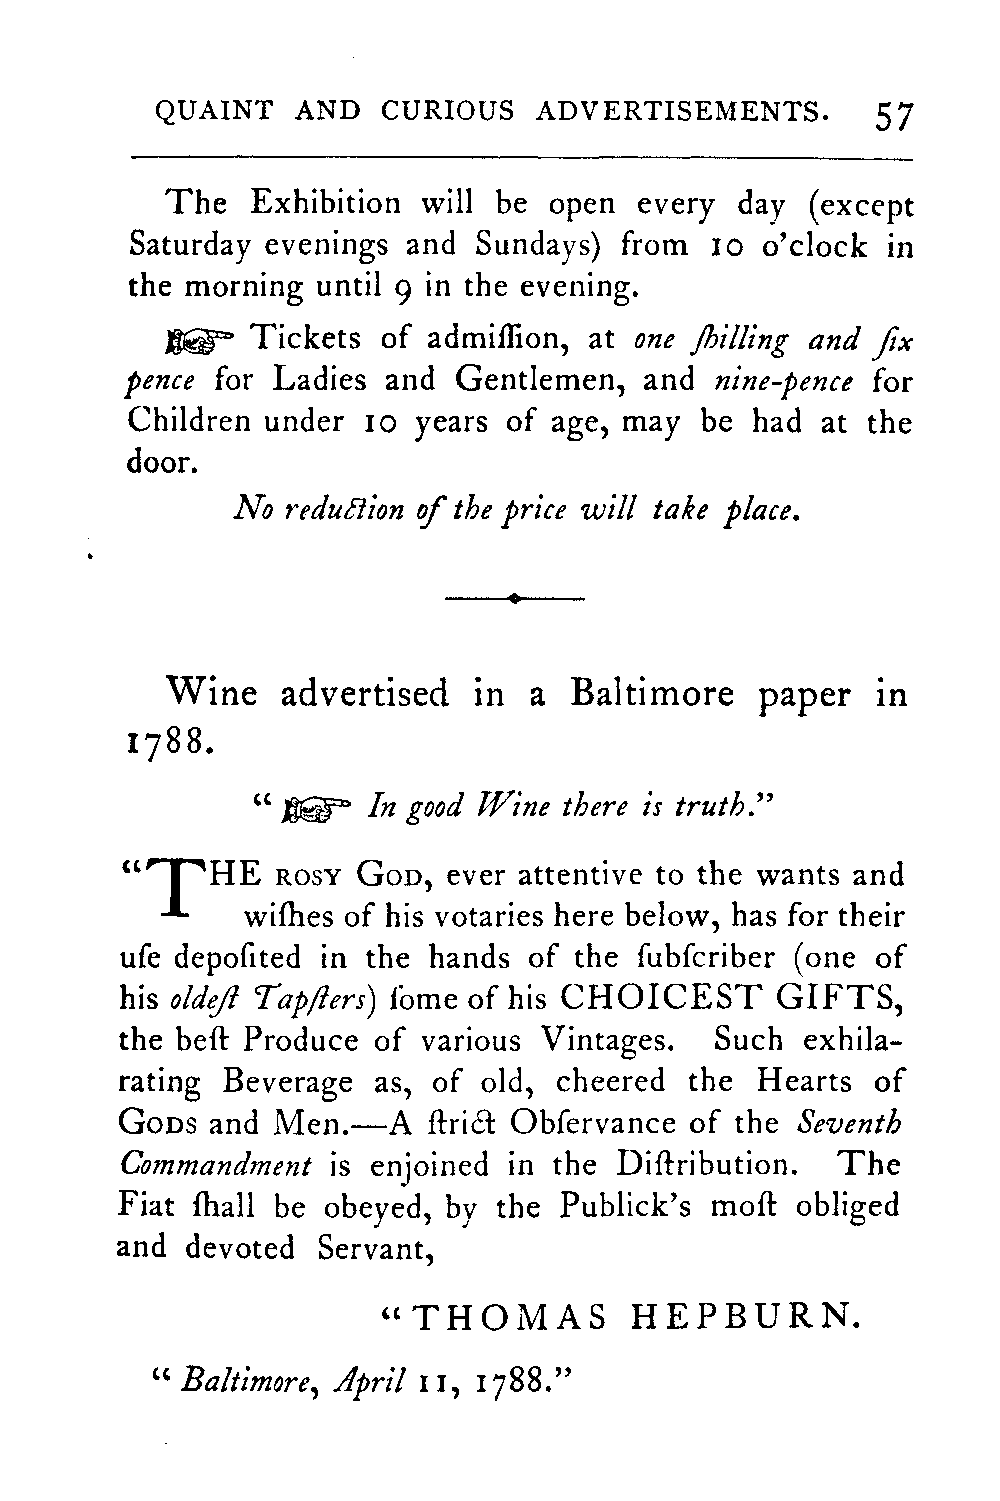 QUAINT AND CURIOUS ADVERTISEMENTS. 57
The Exhibition will be open every day (except
Saturday evenings and Sundays) from 10 o'clock in
the morning until 9 in the evening.
☞ Tickets of admiſſion, at one ſhilling and ſix
pence for Ladies and Gentlemen, and nine-pence for
Children under 10 years of age, may be had at the
door.
No reduction of the price will take place.
Wine advertised in a Baltimore paper in
1788.
“ ☞ In good Wine there is truth.”
“THE ROSY GOD, ever attentive to the wants and
wiſhes of his votaries here below, has for their
uſe depoſited in the hands of the ſubſcriber (one of
his oldeſt Tapſters) ſome of his CHOICEST GIFTS,
the beſt Produce of various Vintages. Such exhila-
rating Beverage as, of old, cheered the Hearts of
GODS and Men.—A ſtrict Obſervance of the Seventh
Commandment is enjoined in the Diſtribution. The
Fiat ſhall be obeyed, by the Publick's moſt obliged
and devoted Servant,
“THOMAS HEPBURN.
“ Baltimore, April 11, 1788.”